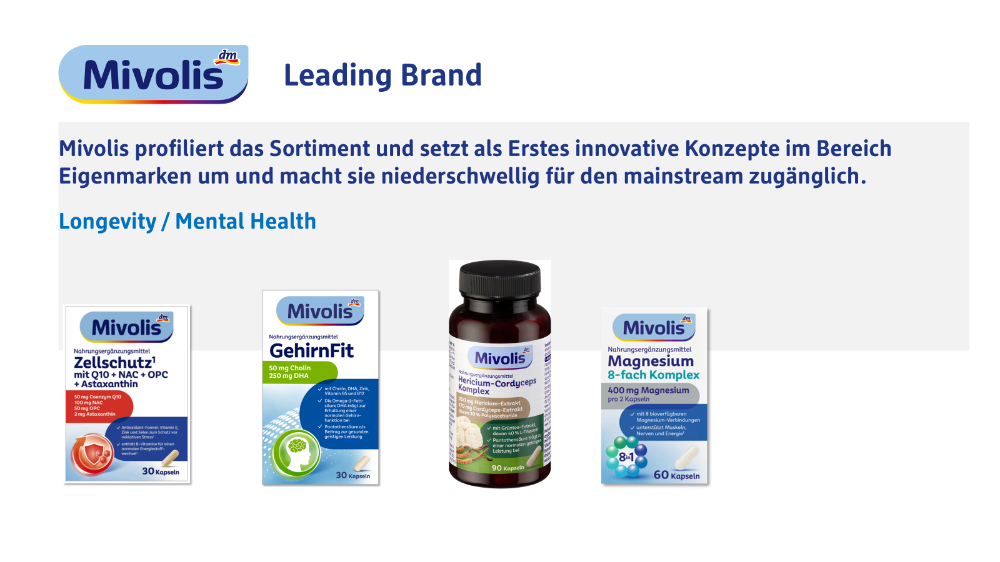 Mivolis
dm
Leading Brand
Mivolis profiliert das Sortiment und setzt als Erstes innovative Konzepte im Bereich
Eigenmarken um und macht sie niederschwellig für den mainstream zugänglich.
Longevity / Mental Health
Mivolis
dm
Nahrungsergänzungsmittel
Zellschutz¹
mit Q10 + NAC + OPC
+ Astaxanthin
50 mg Coenzym Q10
100 mg NAC
50 mg OPC
2 mg Astaxanthin
Antioxidant-Formel: Vitamin E,
Zink und Selen zum Schutz vor
oxidativen Stress¹
enthält B-Vitamine für einen
normalen Energiestoff-
wechsel²
30 Kapseln
Mivolis
dm
Nahrungsergänzungsmittel
GehirnFit
50 mg Cholin
250 mg DHA
mit Cholin, DHA, Zink,
Vitamin B5 und B12
Die Omega-3-Fett-
säure DHA trägt zur
Erhaltung einer
normalen Gehirn-
funktion bei
Pantothensäure als
Beitrag zur gesunden
geistigen Leistung
30 Kapseln
Mivolis
dm
Nahrungsergänzungsmittel
Hericium-Cordyceps
Komplex
200 mg Hericium-Extrakt
170 mg Cordyceps-Extrakt
davon 30 % Polysaccharide
mit Grüntee-Extrakt,
davon 40 % L-Theanin
Pantothensäure trägt zu
einer normalen geistigen
Leistung bei
90 Kapseln
Mivolis
dm
Nahrungsergänzungsmittel
Magnesium
8-fach Komplex
400 mg Magnesium
pro 2 Kapseln
mit 8 bioverfügbaren
Magnesium-Verbindungen
unterstützt Muskeln,
Nerven und Energie¹
8in1
60 Kapseln